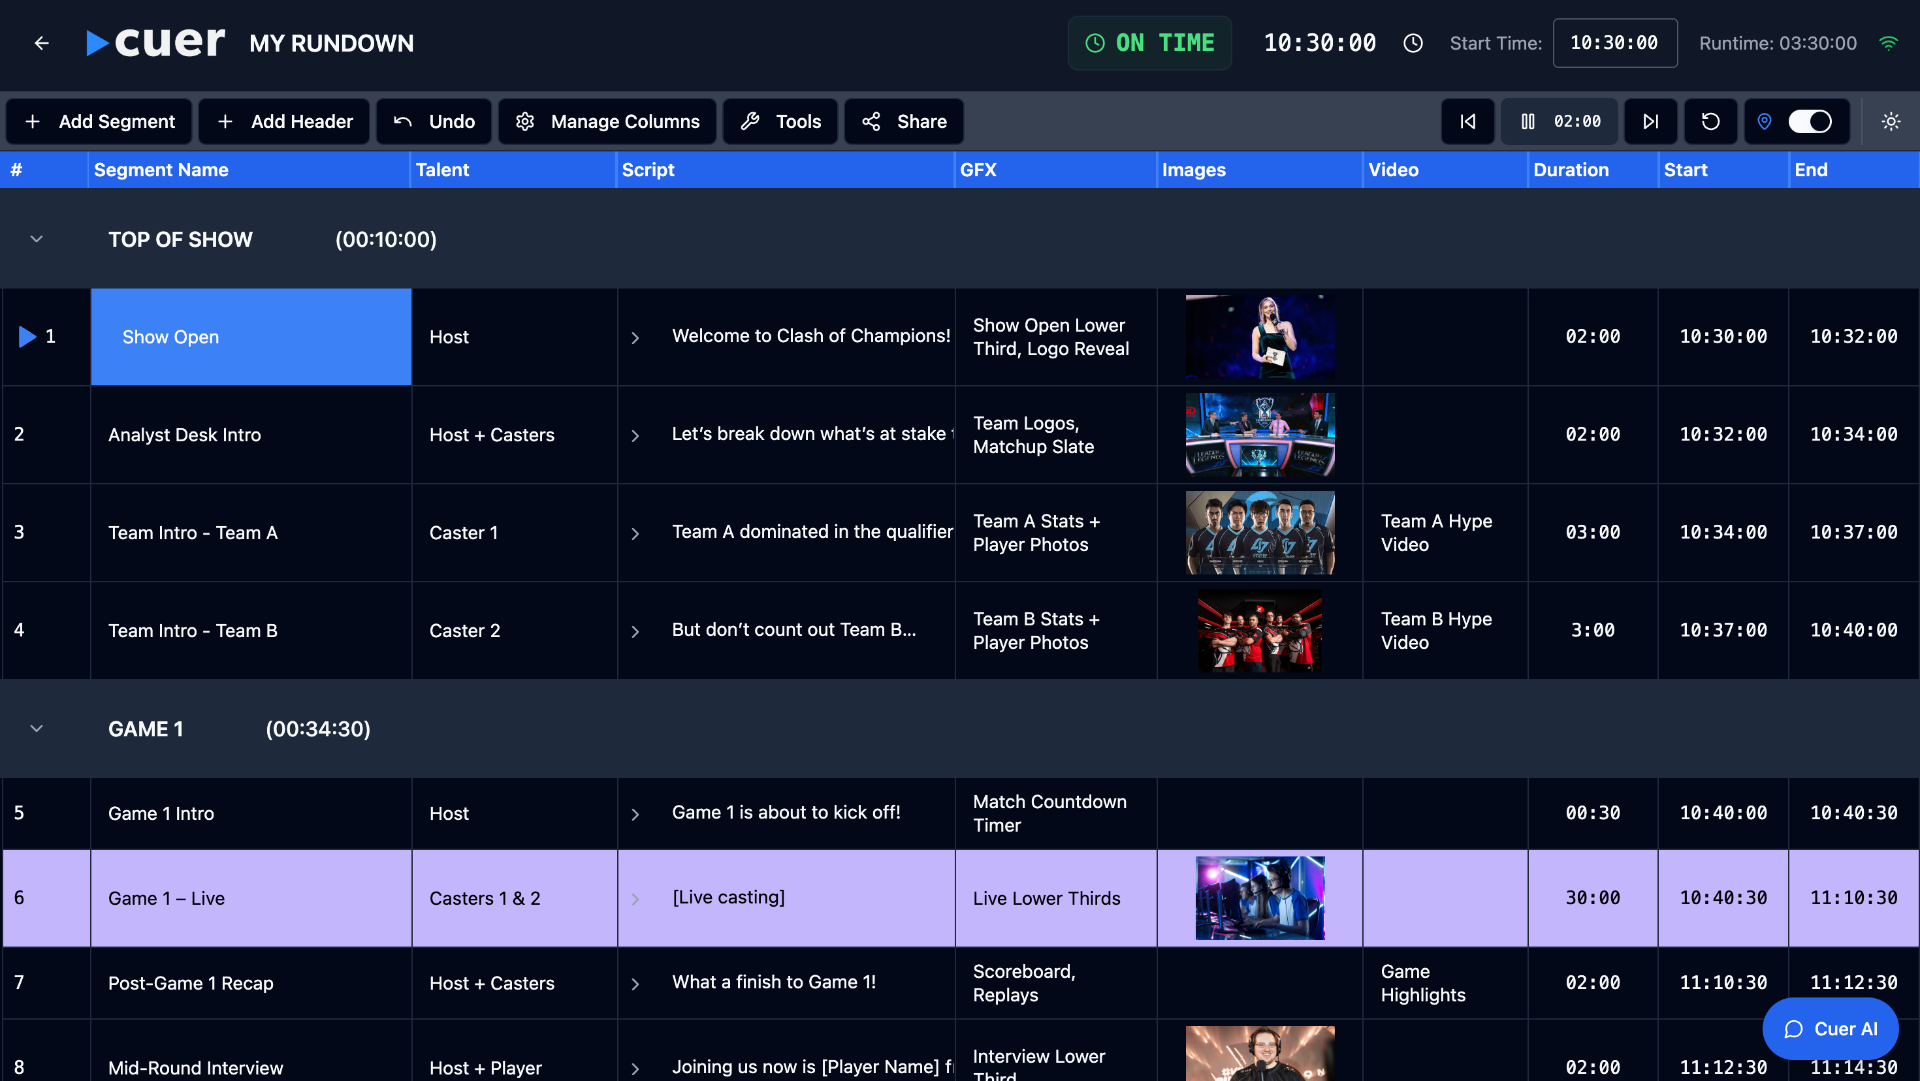 cuer MY RUNDOWN ON TIME 10:30:00 Start Time: 10:30:00 Runtime: 03:30:00
Add Segment Add Header Undo Manage Columns Tools Share 02:00
# Segment Name Talent Script GFX Images Video Duration Start End
TOP OF SHOW (00:10:00)
1 Show Open Host Welcome to Clash of Champions! Show Open Lower Third, Logo Reveal 02:00 10:30:00 10:32:00
2 Analyst Desk Intro Host + Casters Let's break down what's at stake Team Logos, Matchup Slate 02:00 10:32:00 10:34:00
3 Team Intro - Team A Caster 1 Team A dominated in the qualifier Team A Stats + Player Photos Team A Hype Video 03:00 10:34:00 10:37:00
4 Team Intro - Team B Caster 2 But don't count out Team B... Team B Stats + Player Photos Team B Hype Video 3:00 10:37:00 10:40:00
GAME 1 (00:34:30)
5 Game 1 Intro Host Game 1 is about to kick off! Match Countdown Timer 00:30 10:40:00 10:40:30
6 Game 1 – Live Casters 1 & 2 [Live casting] Live Lower Thirds 30:00 10:40:30 11:10:30
7 Post-Game 1 Recap Host + Casters What a finish to Game 1! Scoreboard, Replays Game Highlights 02:00 11:10:30 11:12:30
8 Mid-Round Interview Host + Player Joining us now is [Player Name] Interview Lower Third 02:00 11:12:30 11:14:30
Cuer AI